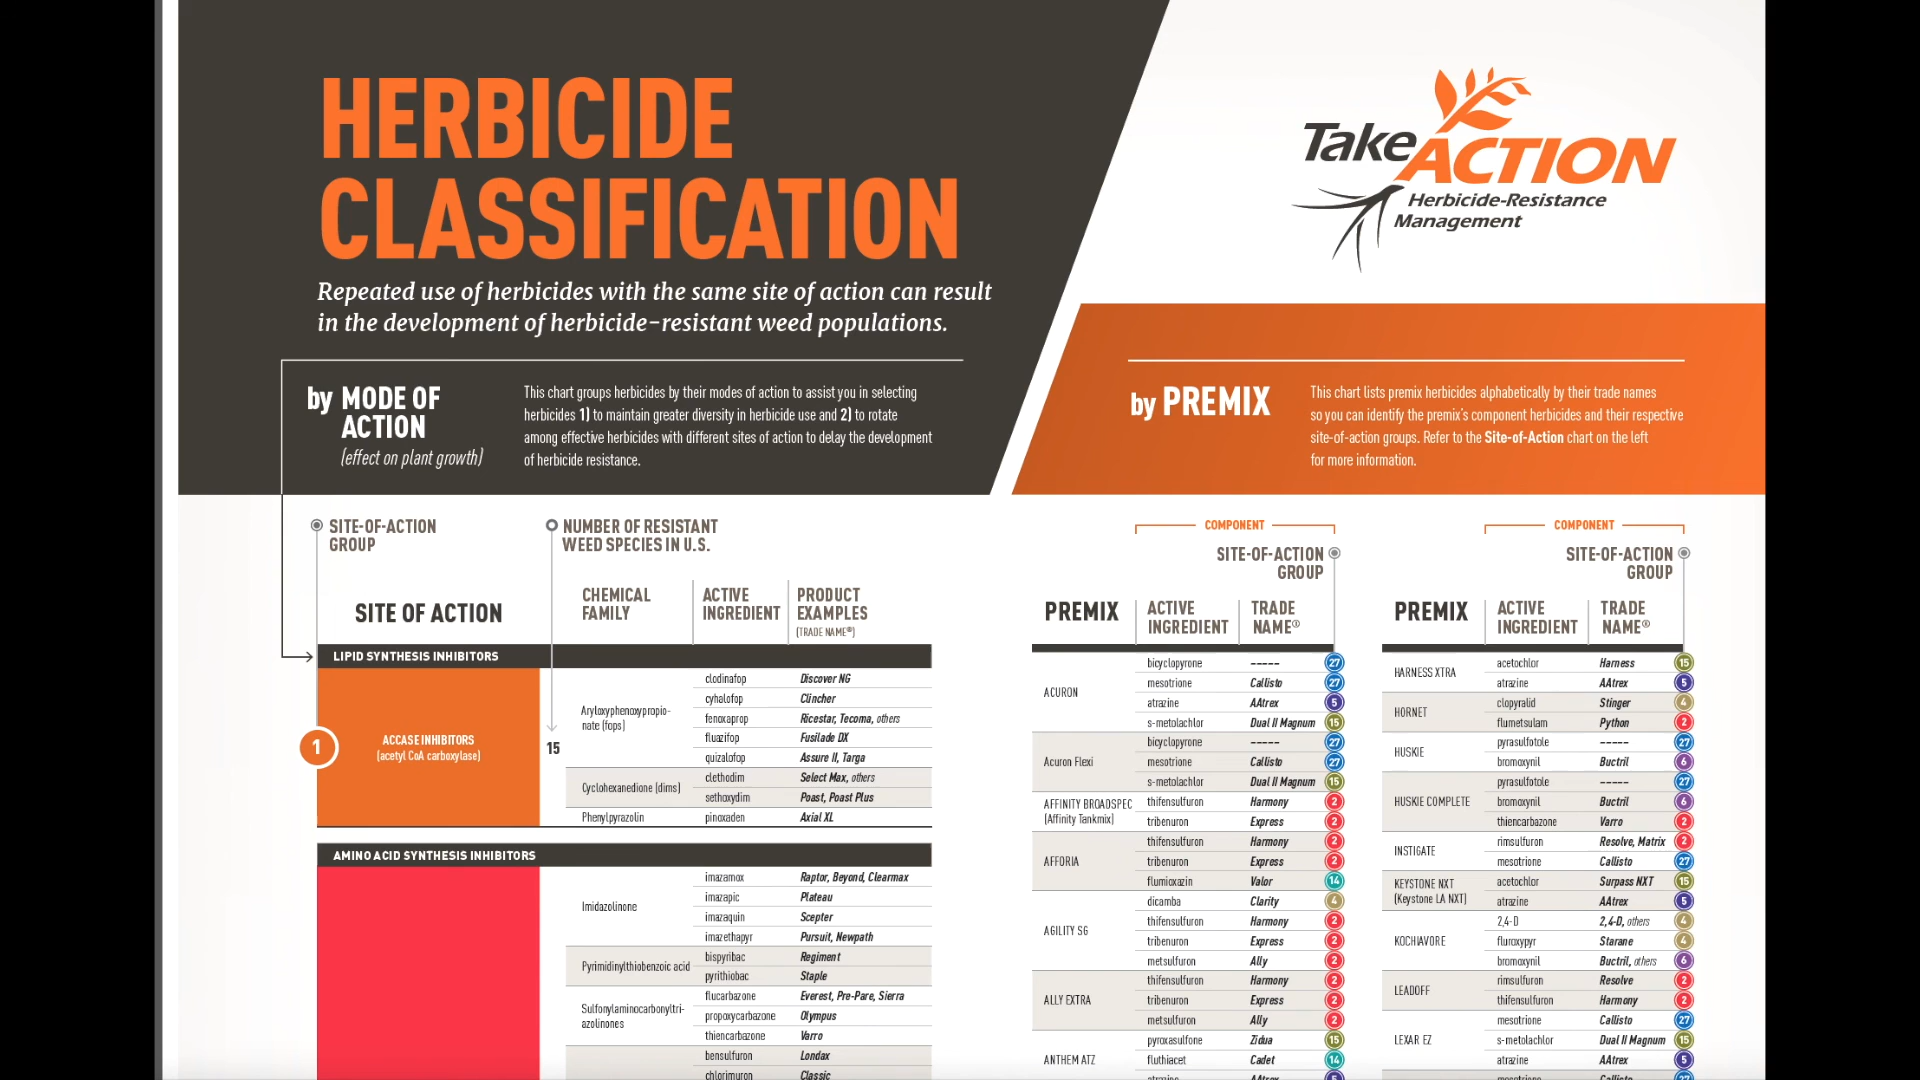 HERBICIDE
CLASSIFICATION
Repeated use of herbicides with the same site of action can result
in the development of herbicide-resistant weed populations.
Take ACTION
Herbicide-Resistance
Management
by MODE OF
ACTION
(effect on plant growth)
This chart groups herbicides by their modes of action to assist you in selecting
herbicides 1) to maintain greater diversity in herbicide use and 2) to rotate
among effective herbicides with different sites of action to delay the development
of herbicide resistance.
by PREMIX
This chart lists premix herbicides alphabetically by their trade names
so you can identify the premix's component herbicides and their respective
site-of-action groups. Refer to the Site-of-Action chart on the left
for more information.
SITE-OF-ACTION
GROUP
NUMBER OF RESISTANT
WEED SPECIES IN U.S.
SITE OF ACTION
CHEMICAL
FAMILY
ACTIVE
INGREDIENT
PRODUCT
EXAMPLES
(TRADE NAME®)
LIPID SYNTHESIS INHIBITORS
1
ACCASE INHIBITORS
(acetyl CoA carboxylase)
15
Aryloxyphenoxypropio-
nate (fops)
clodinafop Discover NG
cyhalofop Clincher
fenoxaprop Ricestar, Tecoma, others
fluazifop Fusilade DX
quizalofop Assure II, Targa
Cyclohexanedione (dims)
clethodim Select Max, others
sethoxydim Poast, Poast Plus
Phenylpyrazolin pinoxaden Axial XL
AMINO ACID SYNTHESIS INHIBITORS
Imidazolinone
imazamox Raptor, Beyond, Clearmax
imazapic Plateau
imazaquin Scepter
imazethapyr Pursuit, Newpath
Pyrimidinylthiobenzoic acid
bispyribac Regiment
pyrithiobac Staple
Sulfonylaminocarbonyltri-
azolinones
flucarbazone Everest, Pre-Pare, Sierra
propoxycarbazone Olympus
thiencarbazone Varro
bensulfuron Londax
chlorimuron Classic
COMPONENT
SITE-OF-ACTION
GROUP
PREMIX
ACTIVE
INGREDIENT
TRADE
NAME®
ACURON
bicyclopyrone ----- 27
mesotrione Callisto 27
atrazine AAtrex 5
s-metolachlor Dual II Magnum 15
Acuron Flexi
bicyclopyrone ----- 27
mesotrione Callisto 27
s-metolachlor Dual II Magnum 15
AFFINITY BROADSPEC
(Affinity Tankmix)
thifensulfuron Harmony 2
tribenuron Express 2
AFFORIA
thifensulfuron Harmony 2
tribenuron Express 2
flumioxazin Valor 14
AGILITY SG
dicamba Clarity 4
thifensulfuron Harmony 2
tribenuron Express 2
metsulfuron Ally 2
ALLY EXTRA
thifensulfuron Harmony 2
tribenuron Express 2
metsulfuron Ally 2
ANTHEM ATZ
pyroxasulfone Zidua 15
fluthiacet Cadet 14
atrazine AAtrex 5
COMPONENT
SITE-OF-ACTION
GROUP
PREMIX
ACTIVE
INGREDIENT
TRADE
NAME®
HARNESS XTRA
acetochlor Harness 15
atrazine AAtrex 5
HORNET
clopyralid Stinger 4
flumetsulam Python 2
HUSKIE
pyrasulfotole ----- 27
bromoxynil Buctril 6
HUSKIE COMPLETE
pyrasulfotole ----- 27
bromoxynil Buctril 6
thiencarbazone Varro 2
INSTIGATE
rimsulfuron Resolve, Matrix 2
mesotrione Callisto 27
KEYSTONE NXT
(Keystone LA NXT)
acetochlor Surpass NXT 15
atrazine AAtrex 5
KOCHIAVORE
2,4-D 2,4-D, others 4
fluroxypyr Starane 4
bromoxynil Buctril, others 6
LEADOFF
rimsulfuron Resolve 2
thifensulfuron Harmony 2
LEXAR EZ
mesotrione Callisto 27
s-metolachlor Dual II Magnum 15
atrazine AAtrex 5
mesotrione Callisto 27